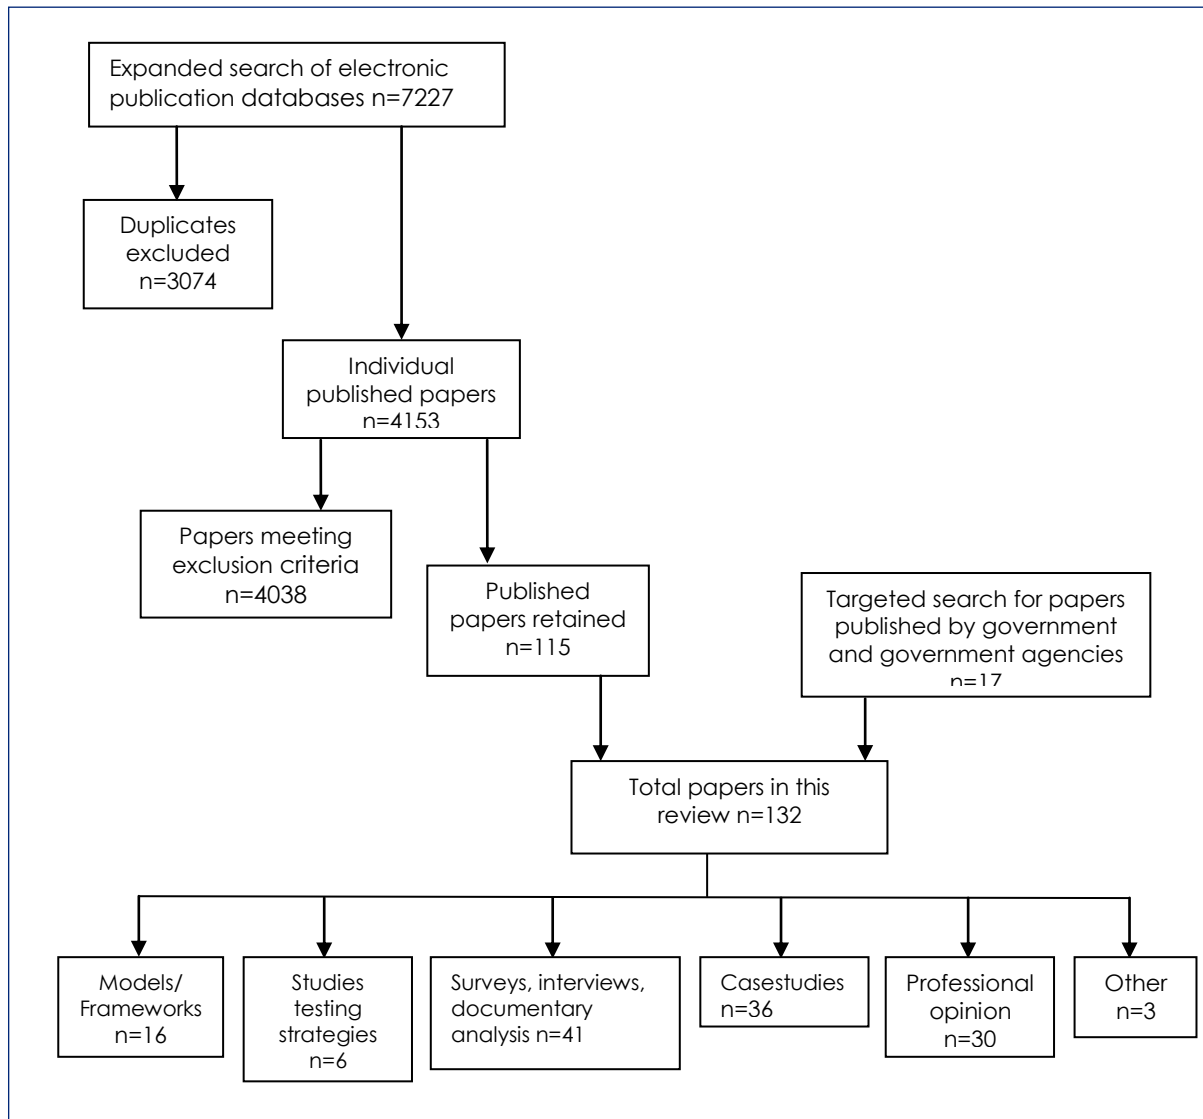 Expanded search of electronic
publication databases n=7227
Duplicates
excluded
n=3074
Individual
published papers
n=4153
Papers meeting
exclusion criteria
n=4038
Published
papers retained
n=115
Targeted search for papers
published by government
and government agencies
n=17
Total papers in this
review n=132
Models/
Frameworks
n=16
Studies
testing
strategies
n=6
Surveys, interviews,
documentary
analysis n=41
Casestudies
n=36
Professional
opinion
n=30
Other
n=3